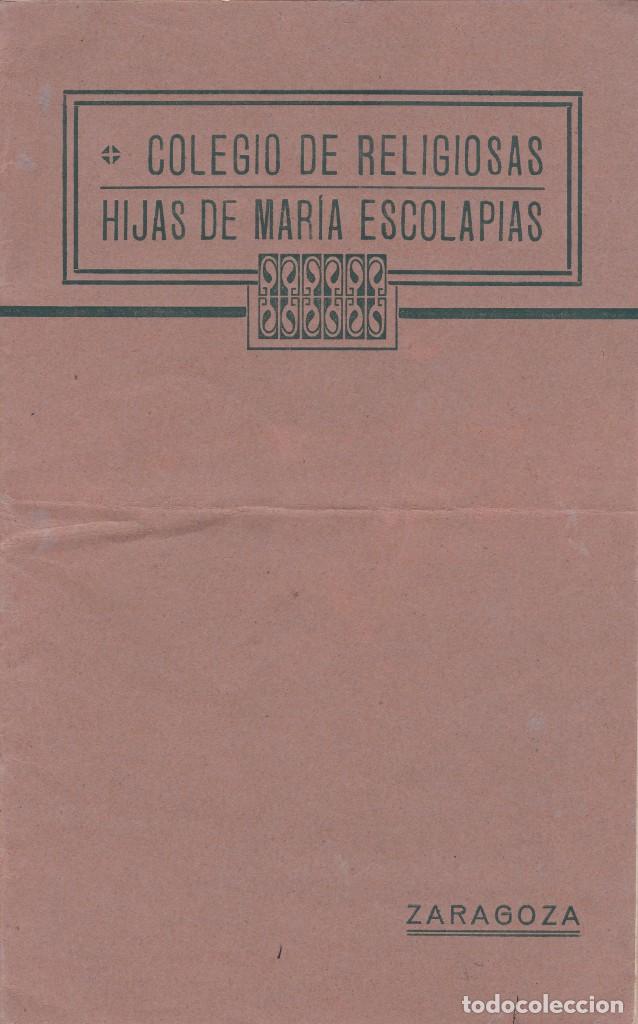 COLEGIO DE RELIGIOSAS
HIJAS DE MARÍA ESCOLAPIAS
ZARAGOZA
todocoleccion